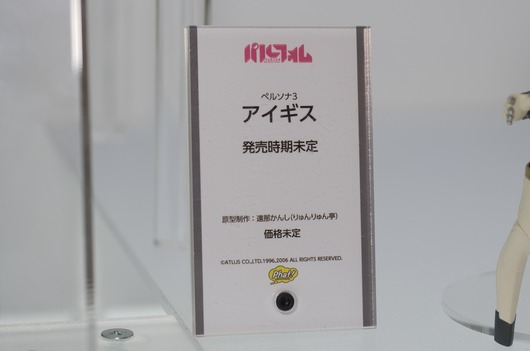 パルフォム
ペルソナ3
アイギス
発売時期未定
原型制作：遠那かんし(りゅんりゅん亭)
価格未定
©ATLUS CO.,LTD.1996,2006 ALL RIGHTS RESERVED.
Phat!